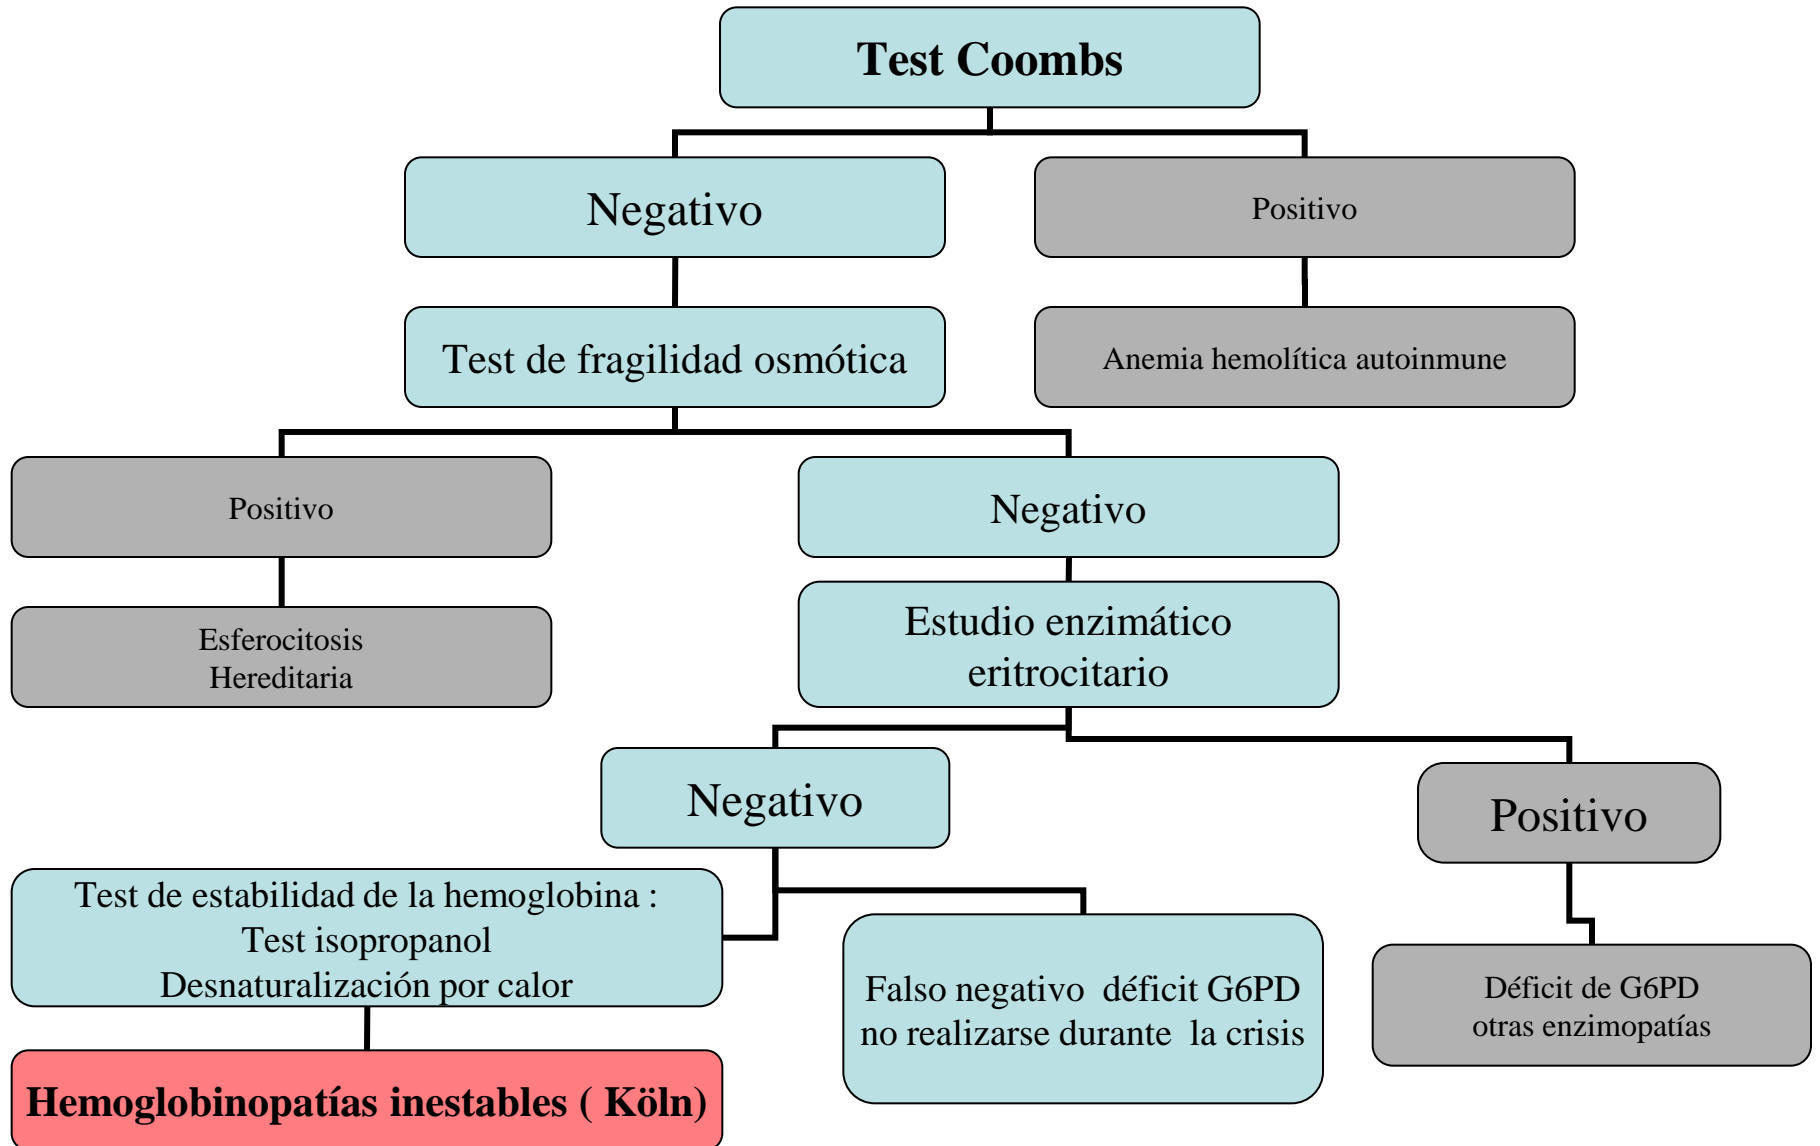 Test Coombs
Negativo
Positivo
Test de fragilidad osmótica
Anemia hemolítica autoinmune
Positivo
Negativo
Esferocitosis
Hereditaria
Estudio enzimático
eritrocitario
Negativo
Positivo
Test de estabilidad de la hemoglobina :
Test isopropanol
Desnaturalización por calor
Falso negativo déficit G6PD
no realizarse durante la crisis
Déficit de G6PD
otras enzimopatías
Hemoglobinopatías inestables ( Köln)